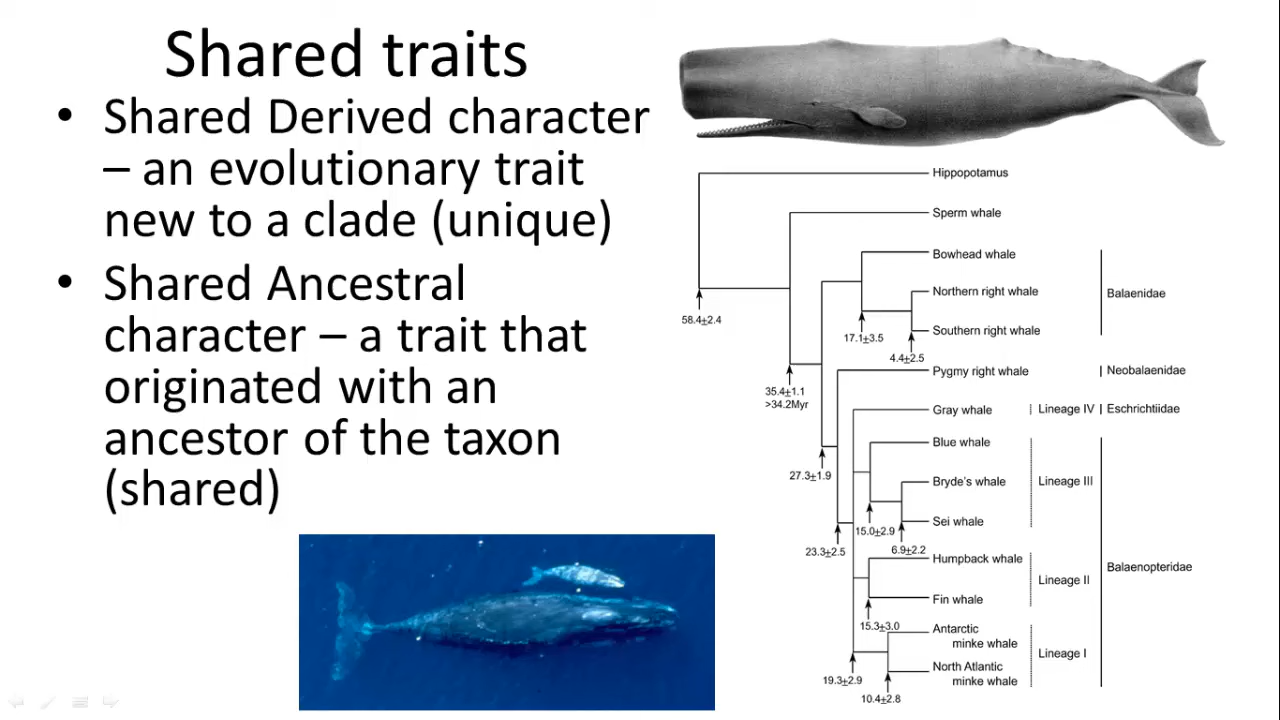 Shared traits
• Shared Derived character
– an evolutionary trait
new to a clade (unique)
• Shared Ancestral
character – a trait that
originated with an
ancestor of the taxon
(shared)
Hippopotamus
Sperm whale
Bowhead whale
Northern right whale
Balaenidae
58.4±2.4
Southern right whale
17.1±3.5
4.4±2.5
Pygmy right whale
Neobalaenidae
35.4±1.1
>34.2Myr
Gray whale
Lineage IV
Eschrichtiidae
Blue whale
27.3±1.9
Bryde's whale
Lineage III
Sei whale
15.0±2.9
23.3±2.5
6.9±2.2
Humpback whale
Balaenopteridae
Lineage II
Fin whale
15.3±3.0
Antarctic
minke whale
Lineage I
North Atlantic
minke whale
19.3±2.9
10.4±2.8